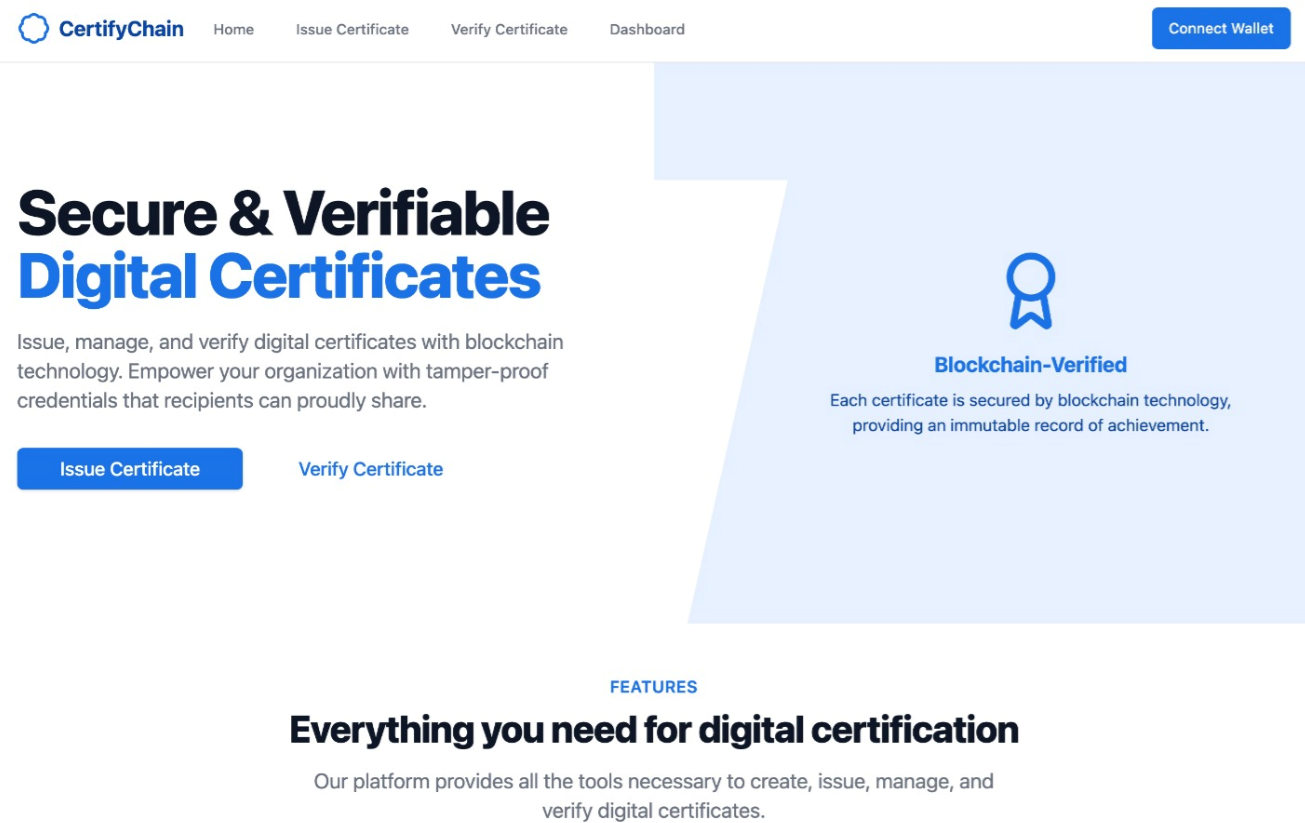 CertifyChain
Home
Issue Certificate
Verify Certificate
Dashboard
Connect Wallet
Secure & Verifiable
Digital Certificates
Issue, manage, and verify digital certificates with blockchain
technology. Empower your organization with tamper-proof
credentials that recipients can proudly share.
Issue Certificate
Verify Certificate
Blockchain-Verified
Each certificate is secured by blockchain technology,
providing an immutable record of achievement.
FEATURES
Everything you need for digital certification
Our platform provides all the tools necessary to create, issue, manage, and
verify digital certificates.